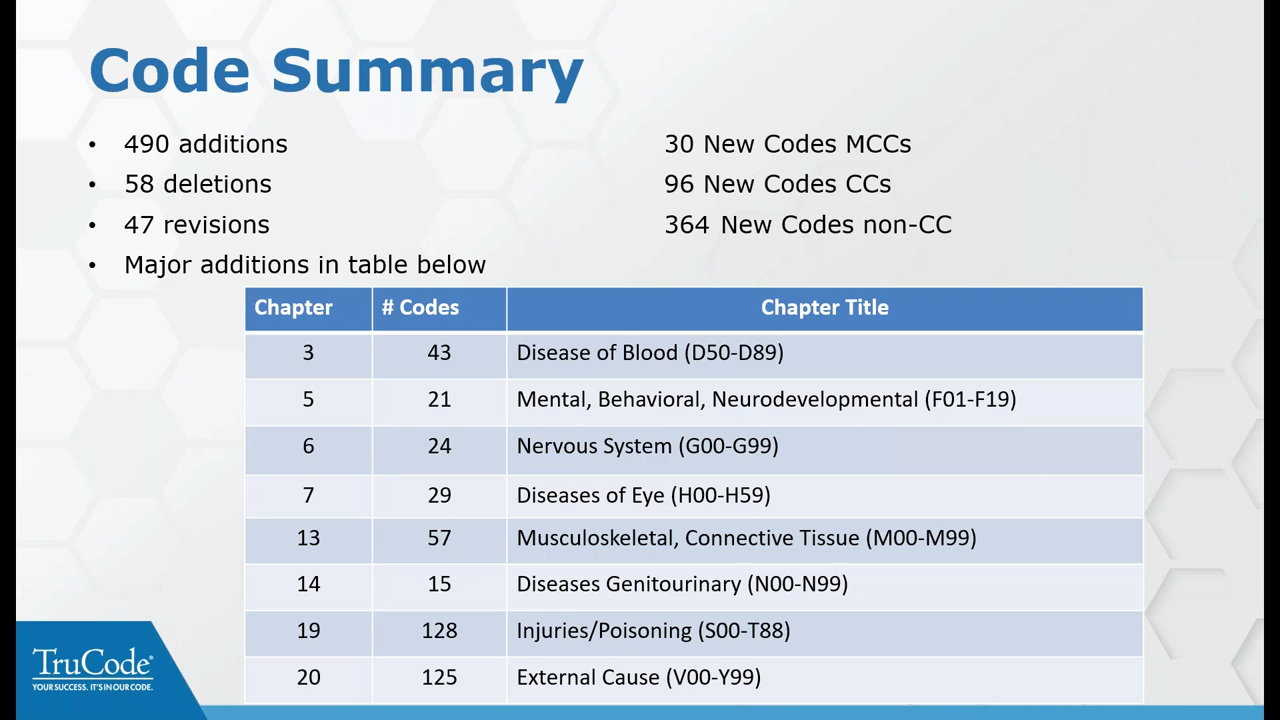 Code Summary
• 490 additions
• 58 deletions
• 47 revisions
• Major additions in table below
30 New Codes MCCs
96 New Codes CCs
364 New Codes non-CC
Chapter # Codes Chapter Title
3 43 Disease of Blood (D50-D89)
5 21 Mental, Behavioral, Neurodevelopmental (F01-F19)
6 24 Nervous System (G00-G99)
7 29 Diseases of Eye (H00-H59)
13 57 Musculoskeletal, Connective Tissue (M00-M99)
14 15 Diseases Genitourinary (N00-N99)
19 128 Injuries/Poisoning (S00-T88)
20 125 External Cause (V00-Y99)
TruCode®
YOUR SUCCESS. IT'S IN OUR CODE.